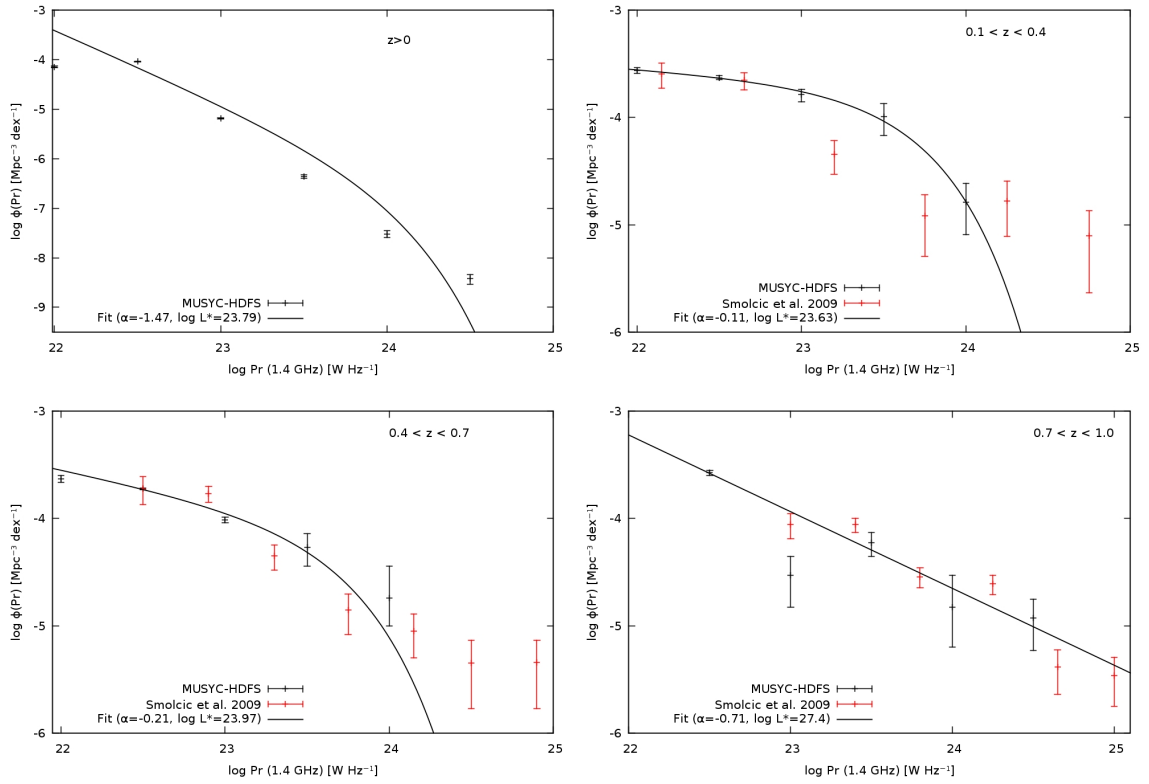 -3
-4
-5
-6
-7
-8
-9
22
23
24
25
log ϕ(Pr) [Mpc⁻³ dex⁻¹]
log Pr (1.4 GHz) [W Hz⁻¹]
z>0
MUSYC-HDFS
Fit (α=-1.47, log L*=23.79)
-3
-4
-5
-6
22
23
24
25
log ϕ(Pr) [Mpc⁻³ dex⁻¹]
log Pr (1.4 GHz) [W Hz⁻¹]
0.1 < z < 0.4
MUSYC-HDFS
Smolcic et al. 2009
Fit (α=-0.11, log L*=23.63)
-3
-4
-5
-6
22
23
24
25
log ϕ(Pr) [Mpc⁻³ dex⁻¹]
log Pr (1.4 GHz) [W Hz⁻¹]
0.4 < z < 0.7
MUSYC-HDFS
Smolcic et al. 2009
Fit (α=-0.21, log L*=23.97)
-3
-4
-5
-6
22
23
24
25
log ϕ(Pr) [Mpc⁻³ dex⁻¹]
log Pr (1.4 GHz) [W Hz⁻¹]
0.7 < z < 1.0
MUSYC-HDFS
Smolcic et al. 2009
Fit (α=-0.71, log L*=27.4)